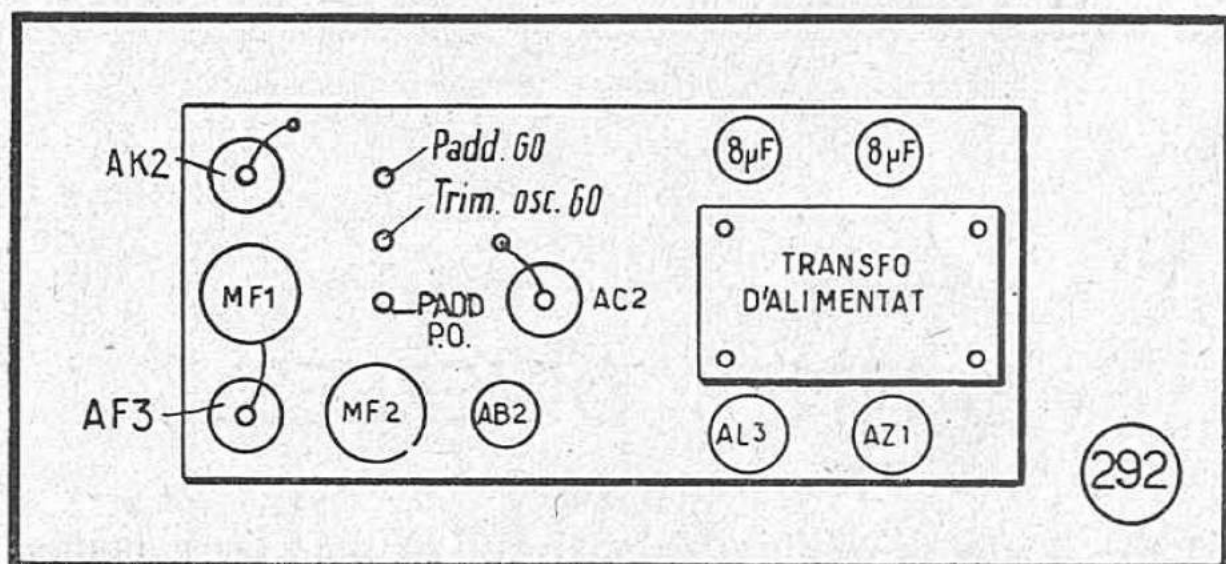 AK2
Padd. GO
Trim. osc. GO
8µF
8µF
MF1
PADD
P.O.
AC2
TRANSFO
D'ALIMENTAT
AF3
MF2
AB2
AL3
AZ1
292